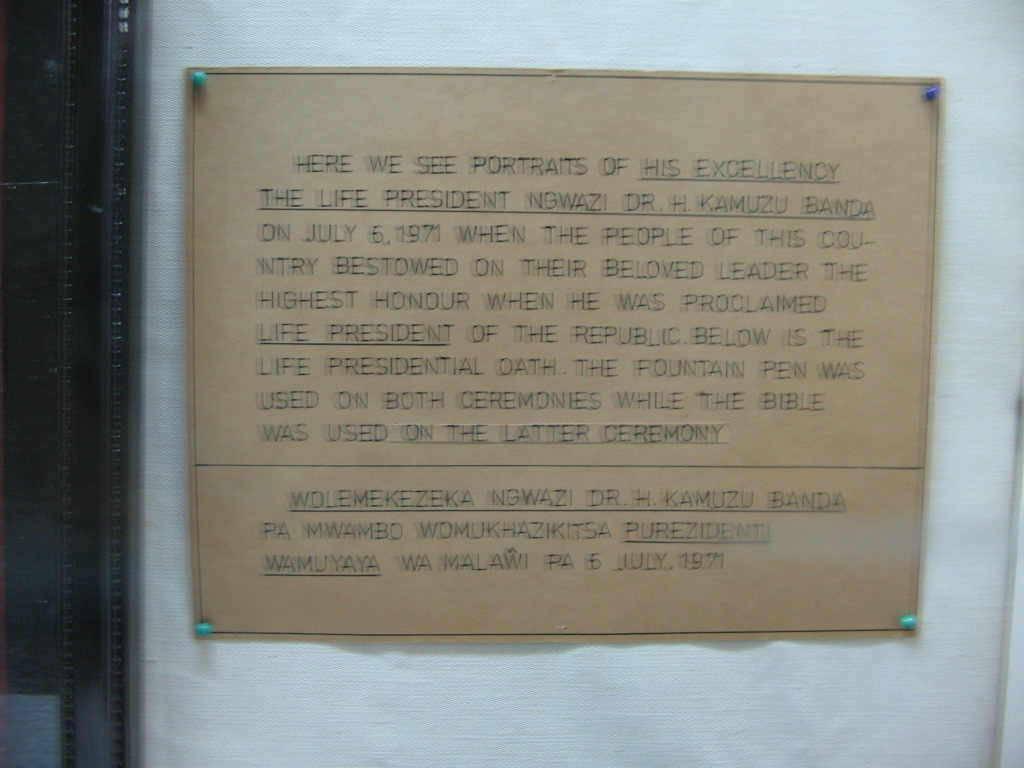 HERE WE SEE PORTRAITS OF HIS EXCELLENCY
THE LIFE PRESIDENT NGWAZI DR. H. KAMUZU BANDA
ON JULY 6, 1971 WHEN THE PEOPLE OF THIS COU-
NTRY BESTOWED ON THEIR BELOVED LEADER THE
HIGHEST HONOUR WHEN HE WAS PROCLAIMED
LIFE PRESIDENT OF THE REPUBLIC. BELOW IS THE
LIFE PRESIDENTIAL OATH. THE FOUNTAIN PEN WAS
USED ON BOTH CEREMONIES WHILE THE BIBLE
WAS USED ON THE LATTER CEREMONY
WOLEMEKEZEKA NGWAZI DR. H. KAMUZU BANDA
PA MWAMBO WOMUKHAZIKITSA PUREZIDENTI
WAMUYAYA WA MALAŴI PA 6 JULY, 1971